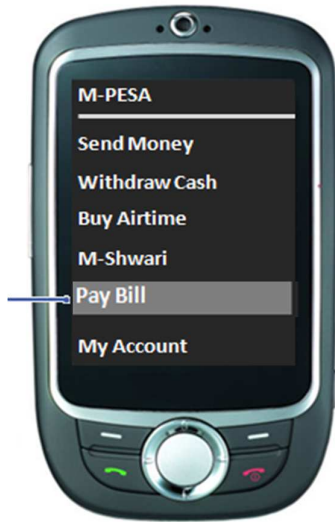 M-PESA
Send Money
Withdraw Cash
Buy Airtime
M-Shwari
Pay Bill
My Account